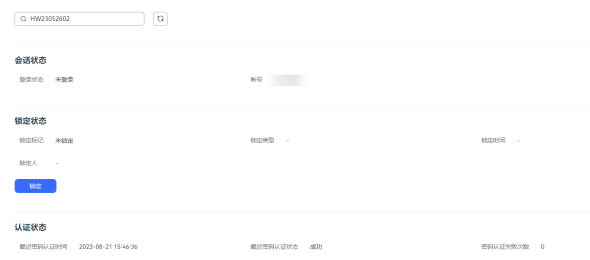 HW23052602
会话状态
登录状态 未登录 帐号
锁定状态
锁定标记 未锁定 锁定类型 - 锁定时间 -
锁定人 -
锁定
认证状态
最近密码认证时间 2023-08-21 15:46:36 最近密码认证状态 成功 密码认证失败次数 0